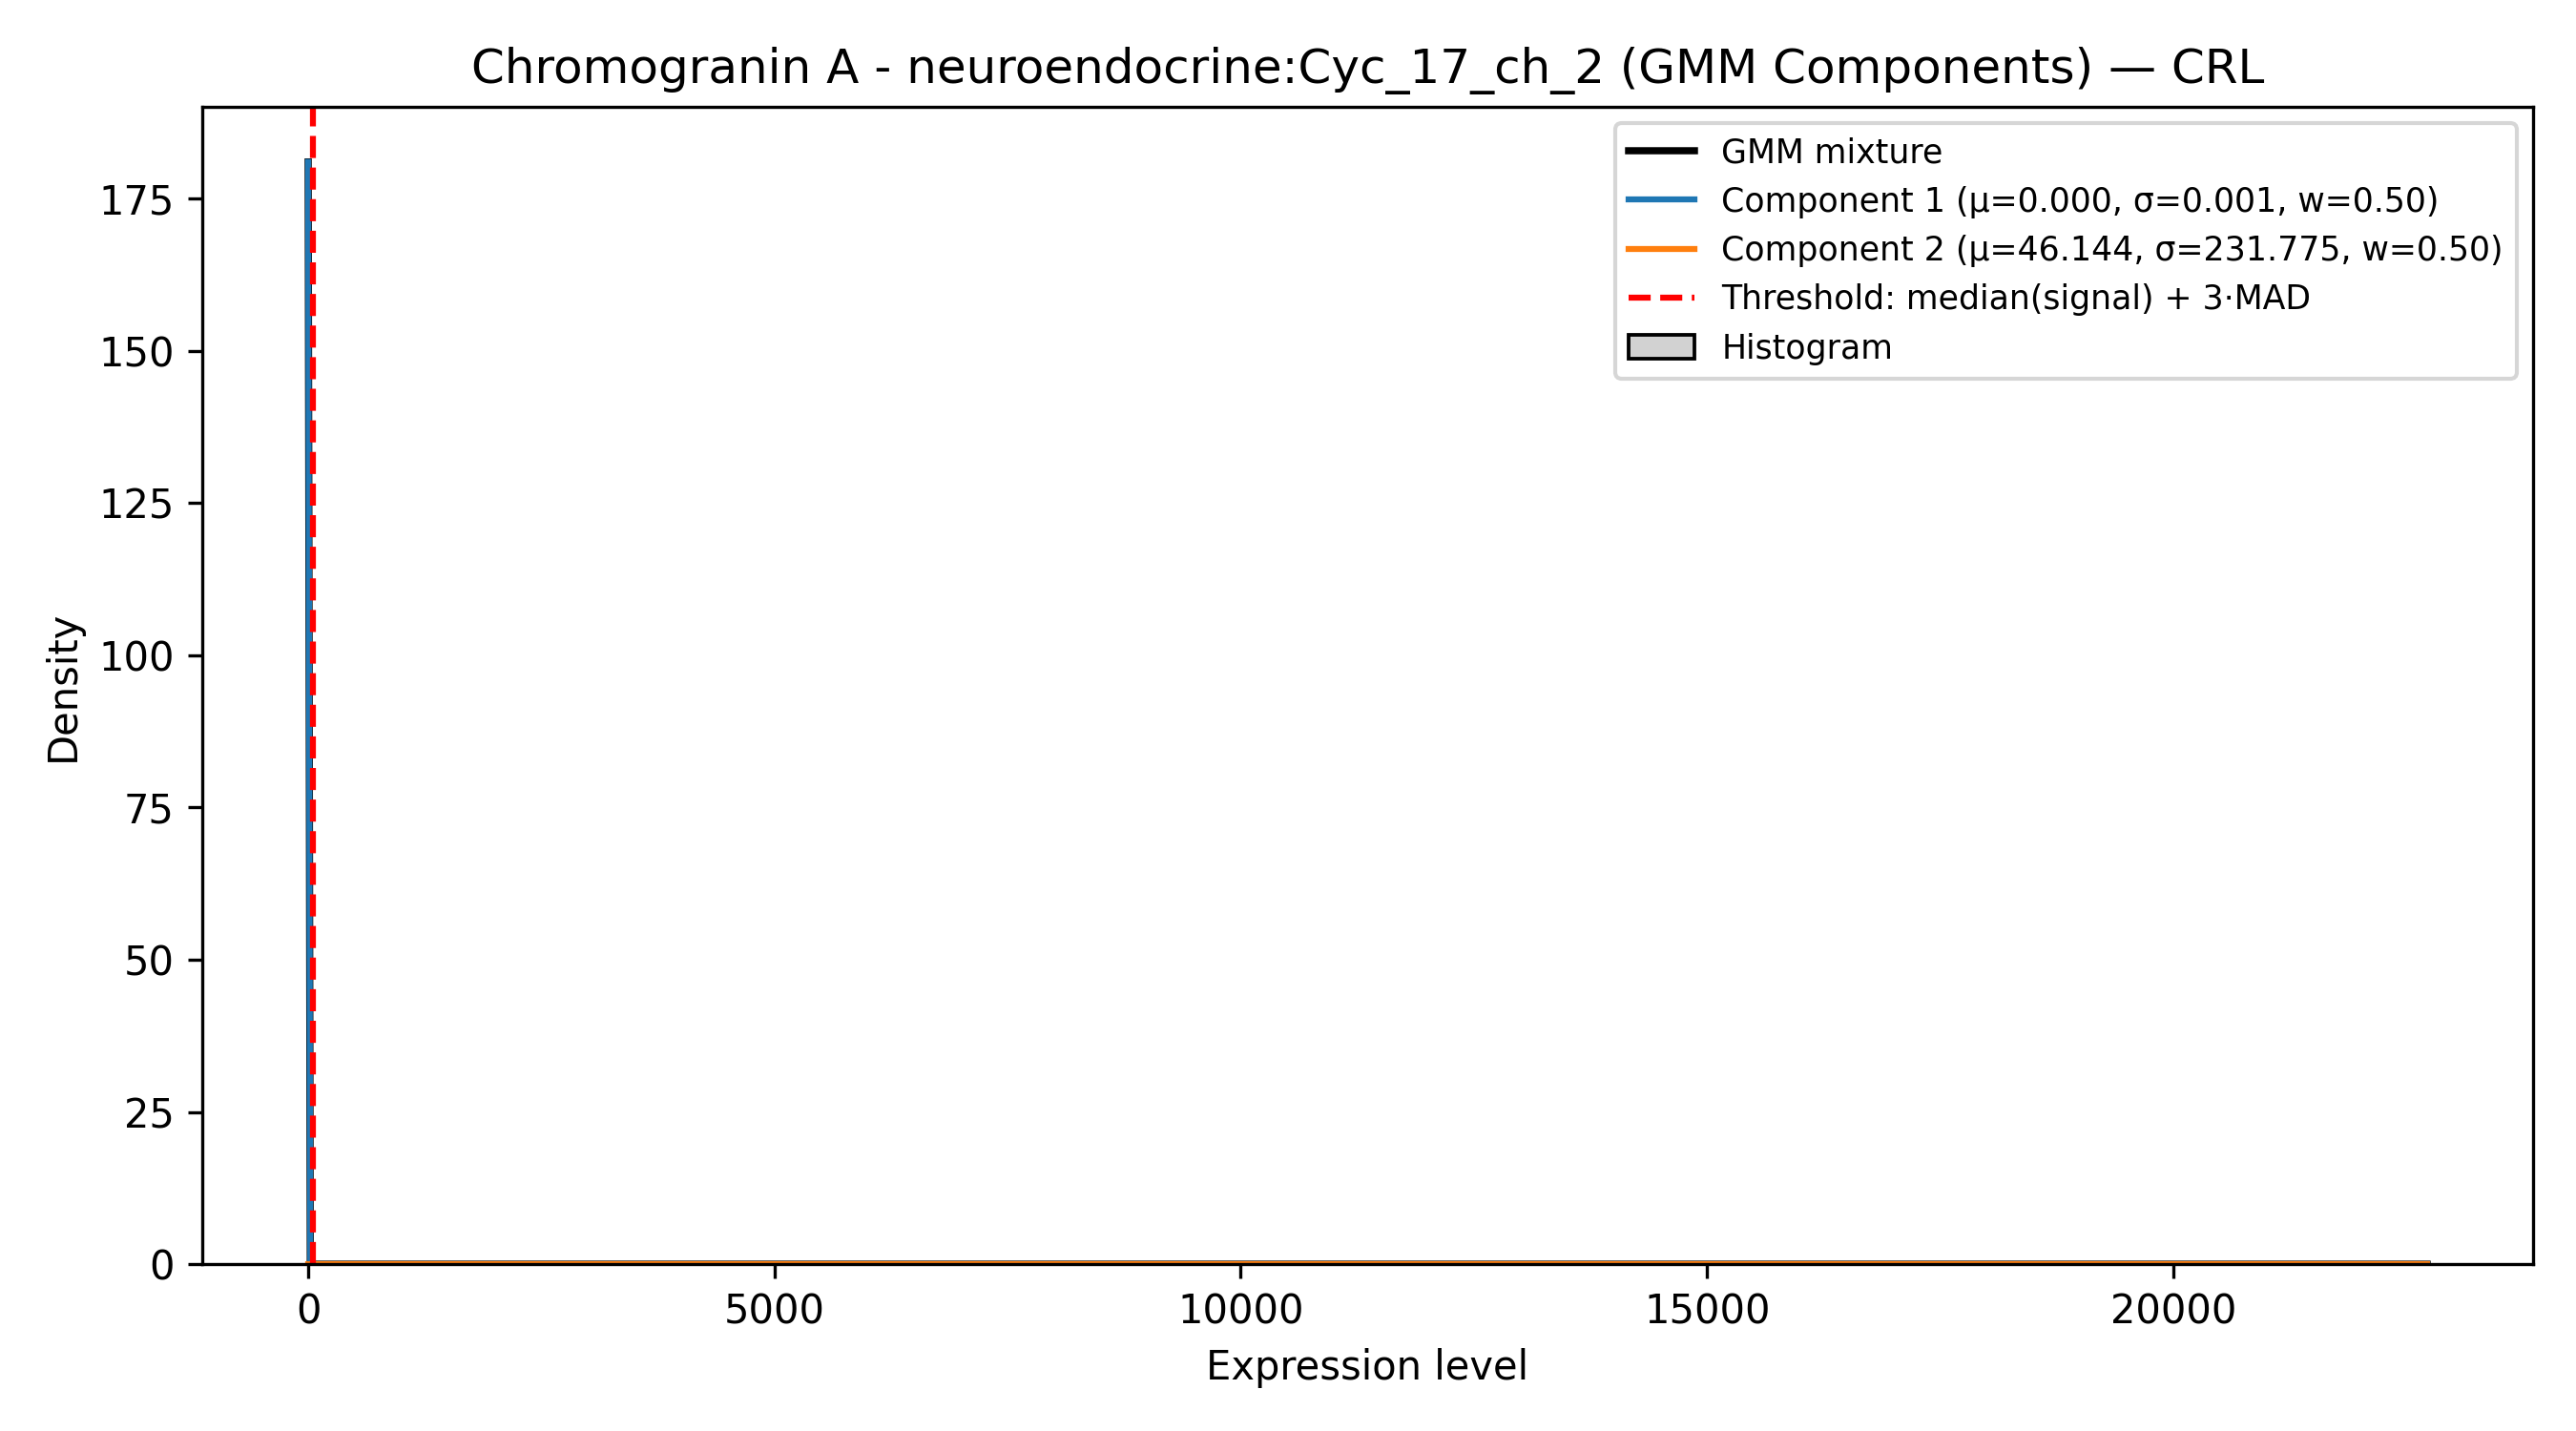 Chromogranin A - neuroendocrine:Cyc_17_ch_2 (GMM Components) — CRL
GMM mixture
Component 1 (μ=0.000, σ=0.001, w=0.50)
Component 2 (μ=46.144, σ=231.775, w=0.50)
Threshold: median(signal) + 3·MAD
Histogram
Density
175
150
125
100
75
50
25
0
0 5000 10000 15000 20000
Expression level